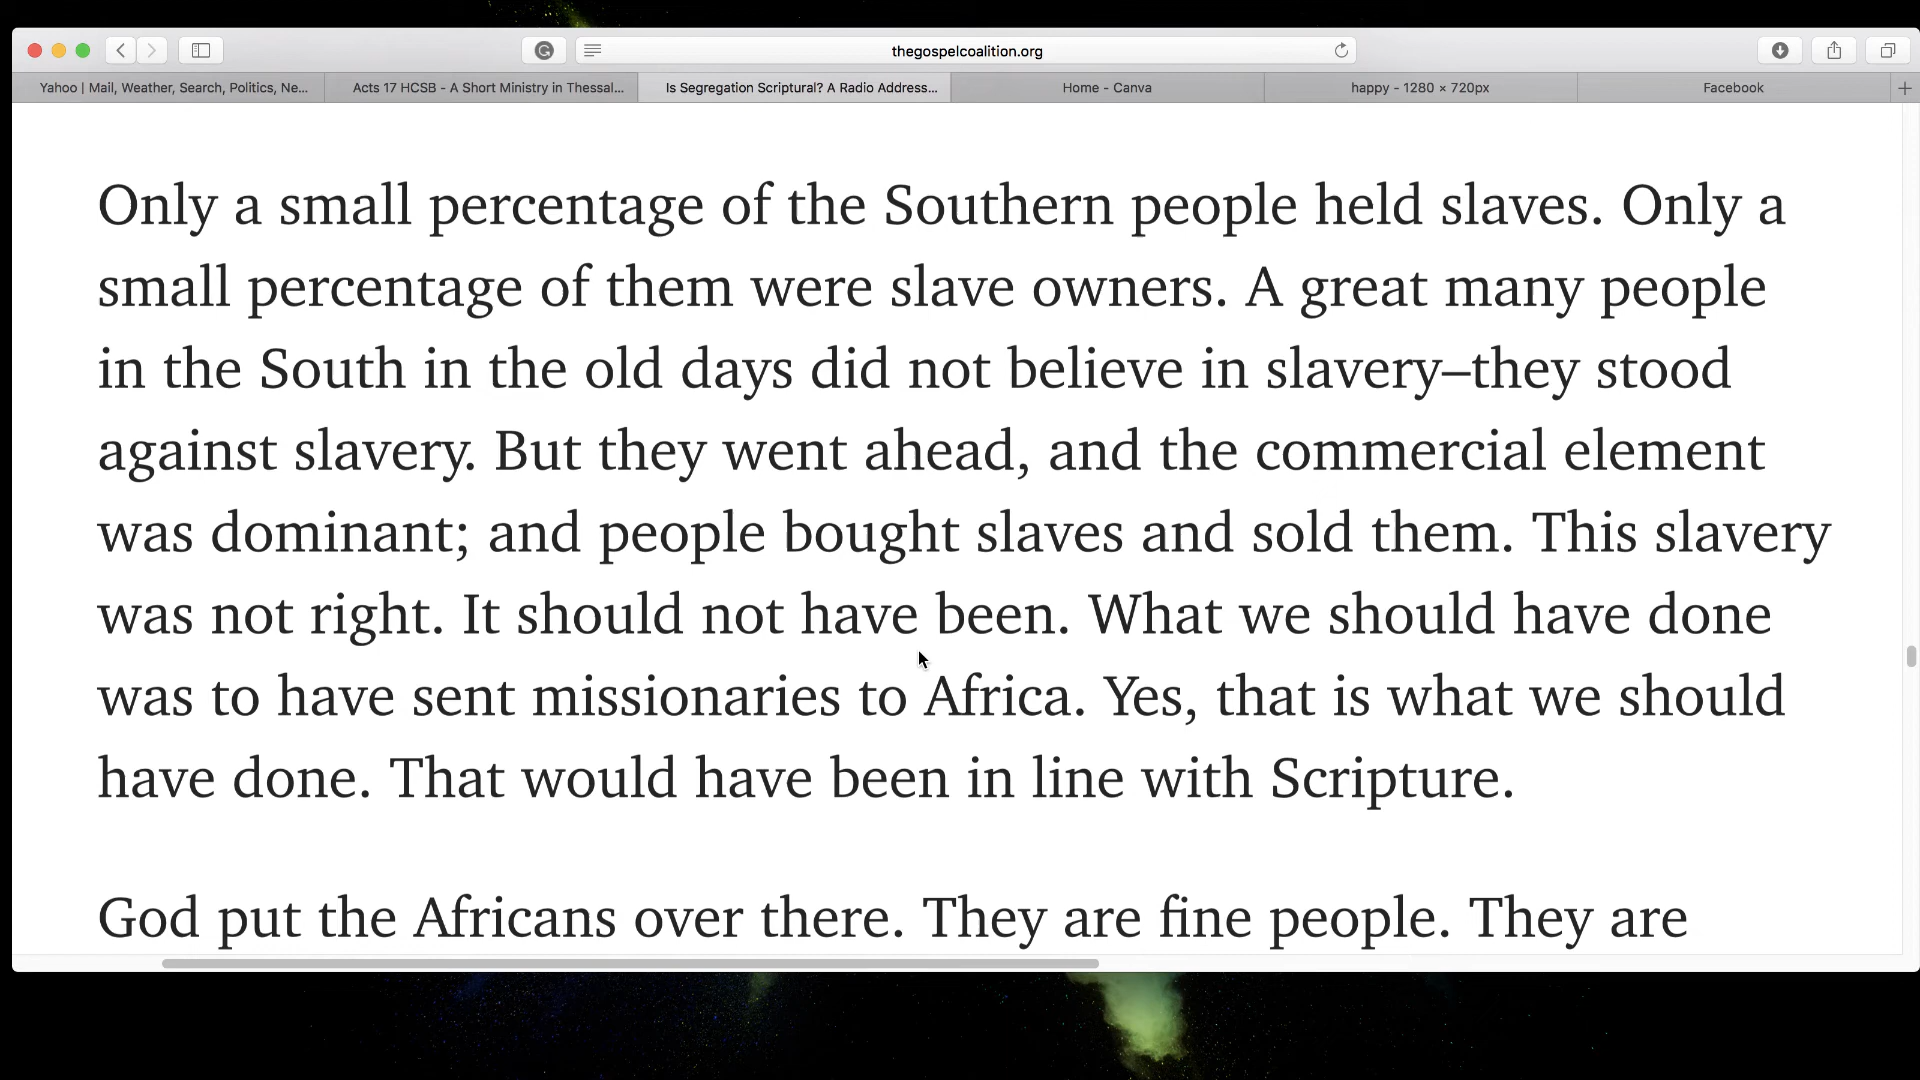 thegospelcoalition.org
Yahoo | Mail, Weather, Search, Politics, Ne...
Acts 17 HCSB - A Short Ministry in Thessal...
Is Segregation Scriptural? A Radio Address...
Home - Canva
happy - 1280 × 720px
Facebook
Only a small percentage of the Southern people held slaves. Only a
small percentage of them were slave owners. A great many people
in the South in the old days did not believe in slavery—they stood
against slavery. But they went ahead, and the commercial element
was dominant; and people bought slaves and sold them. This slavery
was not right. It should not have been. What we should have done
was to have sent missionaries to Africa. Yes, that is what we should
have done. That would have been in line with Scripture.
God put the Africans over there. They are fine people. They are